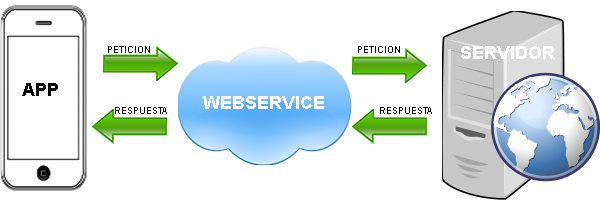 APP
PETICION
RESPUESTA
WEBSERVICE
PETICION
RESPUESTA
SERVIDOR